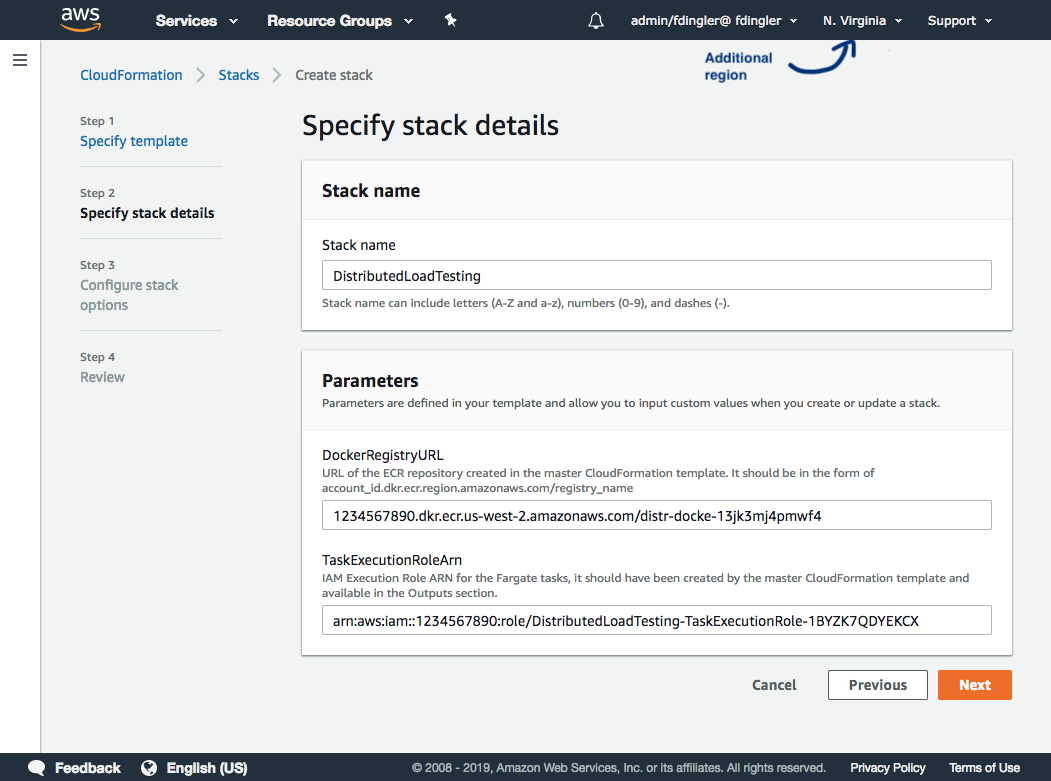 aws Services Resource Groups admin/fdingler@ fdingler N. Virginia Support
Additional
region
CloudFormation Stacks Create stack
Step 1
Specify template
Step 2
Specify stack details
Step 3
Configure stack
options
Step 4
Review
Specify stack details
Stack name
Stack name
DistributedLoadTesting
Stack name can include letters (A-Z and a-z), numbers (0-9), and dashes (-).
Parameters
Parameters are defined in your template and allow you to input custom values when you create or update a stack.
DockerRegistryURL
URL of the ECR repository created in the master CloudFormation template. It should be in the form of
account_id.dkr.ecr.region.amazonaws.com/registry_name
1234567890.dkr.ecr.us-west-2.amazonaws.com/distr-docke-13jk3mj4pmwf4
TaskExecutionRoleArn
IAM Execution Role ARN for the Fargate tasks, it should have been created by the master CloudFormation template and
available in the Outputs section.
arn:aws:iam::1234567890:role/DistributedLoadTesting-TaskExecutionRole-1BYZK7QDYEKCX
Cancel Previous Next
Feedback English (US) © 2008 - 2019, Amazon Web Services, Inc. or its affiliates. All rights reserved. Privacy Policy Terms of Use